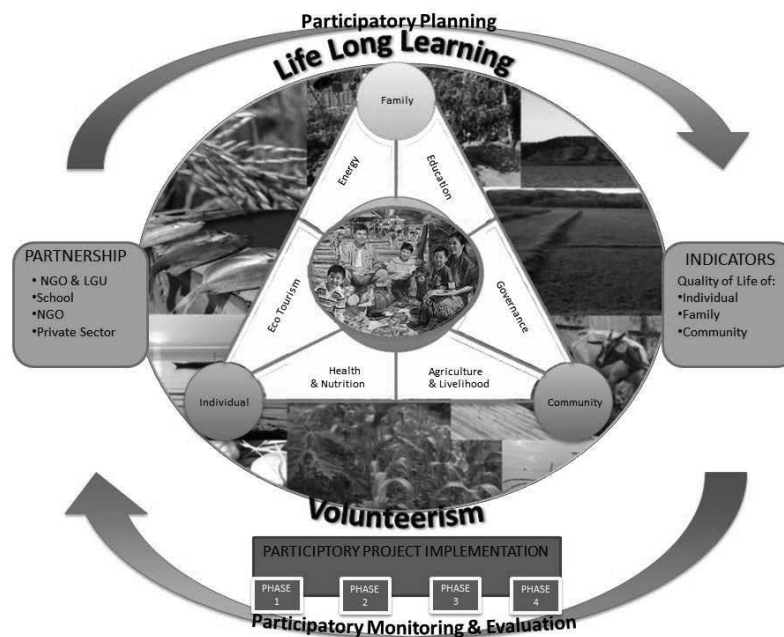 Participatory Planning
Life Long Learning
Family
Energy
Education
PARTNERSHIP
• NGO & LGU
•School
•NGO
•Private Sector
INDICATORS
Quality of Life of:
•Individual
•Family
•Community
Eco Tourism
Governance
Health
& Nutrition
Agriculture
& Livelihood
Individual
Community
Volunteerism
PARTICIPTORY PROJECT IMPLEMENTATION
PHASE
1
PHASE
2
PHASE
3
PHASE
4
Participatory Monitoring & Evaluation